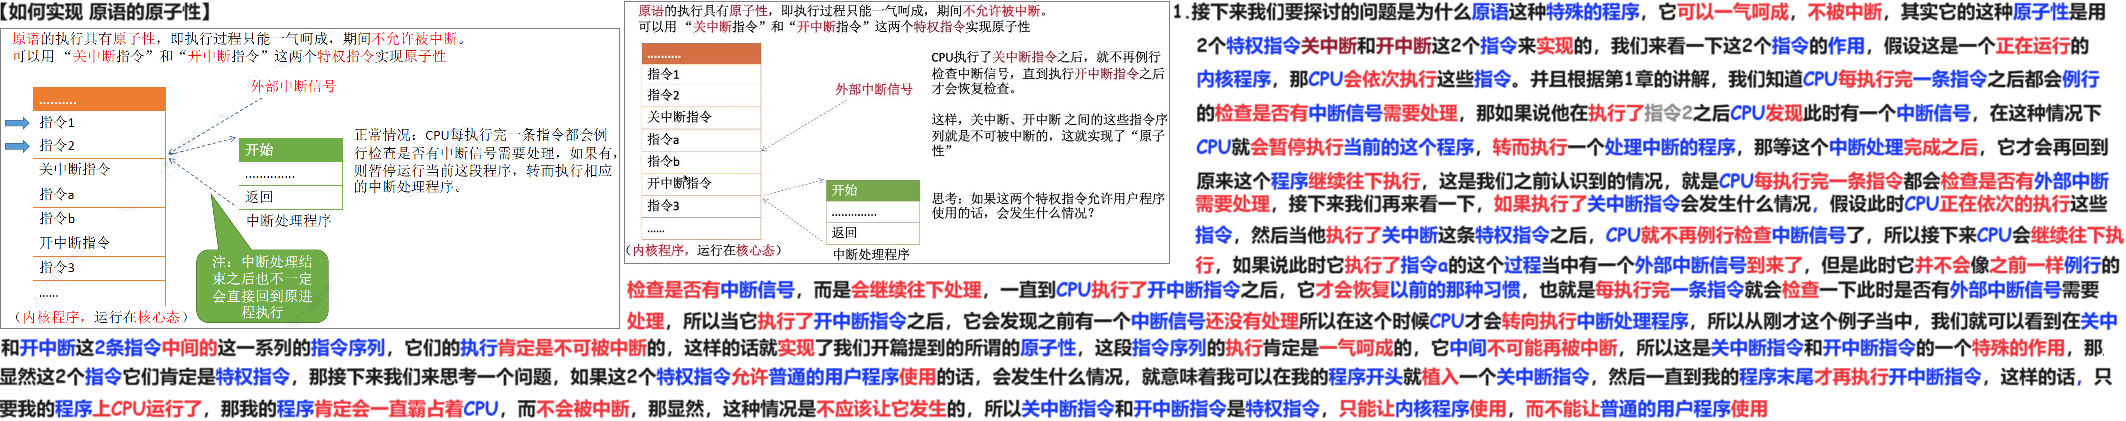 【如何实现 原语的原子性】
原语的执行具有原子性，即执行过程只能一气呵成，期间不允许被中断。
可以用 “关中断指令” 和 “开中断指令” 这两个特权指令实现原子性
外部中断信号
..........
指令1
指令2
关中断指令
指令a
指令b
开中断指令
指令3
......
（内核程序，运行在核心态）
开始
..............
返回
中断处理程序
正常情况：CPU每执行完一条指令都会例
行检查是否有中断信号需要处理，如果有，
则暂停运行当前这段程序，转而执行相应
的中断处理程序。
注：中断处理结
束之后也不一定
会直接回到原进
程执行
原语的执行具有原子性，即执行过程只能一气呵成，期间不允许被中断。
可以用 “关中断指令” 和 “开中断指令” 这两个特权指令实现原子性
..........
指令1
指令2
关中断指令
指令a
指令b
开中断指令
指令3
......
（内核程序，运行在核心态）
外部中断信号
开始
..............
返回
中断处理程序
CPU执行了关中断指令之后，就不再例行
检查中断信号，直到执行开中断指令之后
才会恢复检查。
这样，关中断、开中断 之间的这些指令序
列就是不可被中断的，这就实现了“原子
性”
思考：如果这两个特权指令允许用户程序
使用的话，会发生什么情况？
1.接下来我们要探讨的问题是为什么原语这种特殊的程序，它可以一气呵成，不被中断，其实它的这种原子性是用
2个特权指令关中断和开中断这2个指令来实现的，我们来看一下这2个指令的作用，假设这是一个正在运行的
内核程序，那CPU会依次执行这些指令。并且根据第1章的讲解，我们知道CPU每执行完一条指令之后都会例行
的检查是否有中断信号需要处理，那如果说他在执行了指令2之后CPU发现此时有一个中断信号，在这种情况下
CPU就会暂停执行当前的这个程序，转而执行一个处理中断的程序，那等这个中断处理完成之后，它才会再回到
原来这个程序继续往下执行，这是我们之前认识到的情况，就是CPU每执行完一条指令都会检查是否有外部中断
需要处理，接下来我们再来看一下，如果执行了关中断指令会发生什么情况，假设此时CPU正在依次的执行这些
指令，然后当他执行了关中断这条特权指令之后，CPU就不再例行检查中断信号了，所以接下来CPU会继续往下执
行，如果说此时它执行了指令a的这个过程当中有一个外部中断信号到来了，但是此时它并不会像之前一样例行的
检查是否有中断信号，而是会继续往下处理，一直到CPU执行了开中断指令之后，它才会恢复以前的那种习惯，也就是每执行完一条指令就会检查一下此时是否有外部中断信号需要
处理，所以当它执行了开中断指令之后，它会发现之前有一个中断信号还没有处理所以在这个时候CPU才会转向执行中断处理程序，所以从刚才这个例子当中，我们就可以看到在关中
和开中断这2条指令中间的这一系列的指令序列，它们的执行肯定是不可被中断的，这样的话就实现了我们开篇提到的所谓的原子性，这段指令序列的执行肯定是一气呵成的，它中间不可能再被中断，所以这是关中断指令和开中断指令的一个特殊的作用，那
显然这2个指令它们肯定是特权指令，那接下来我们来思考一个问题，如果这2个特权指令允许普通的用户程序使用的话，会发生什么情况，就意味着我可以在我的程序开头就植入一个关中断指令，然后一直到我的程序末尾才再执行开中断指令，这样的话，只
要我的程序上CPU运行了，那我的程序肯定会一直霸占着CPU，而不会被中断，那显然，这种情况是不应该让它发生的，所以关中断指令和开中断指令是特权指令，只能让内核程序使用，而不能让普通的用户程序使用